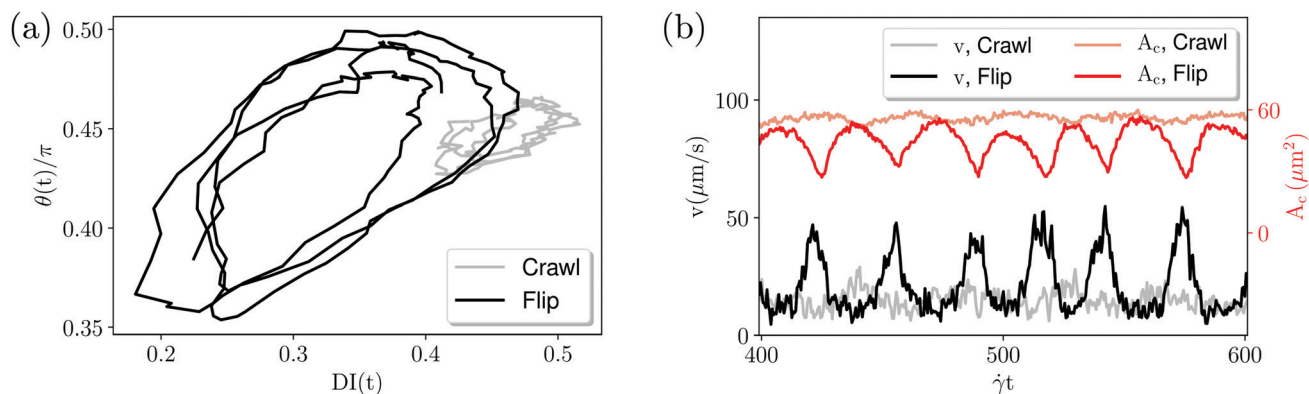 (a)
0.50
0.45
0.40
0.35
θ(t)/π
0.2
0.3
0.4
0.5
DI(t)
Crawl
Flip
(b)
100
50
0
v(μm/s)
400
500
600
γ̇t
v, Crawl
v, Flip
A_c, Crawl
A_c, Flip
60
0
A_c (μm²)